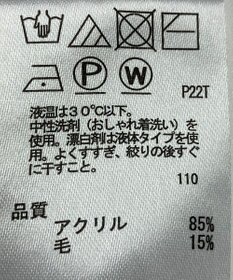 P
W
P22T
液温は30℃以下。
中性洗剤（おしゃれ着洗い）を
使用。漂白剤は液体タイプを使
用。よくすすぎ、絞りの後すぐ
に干すこと。
110
品質
アクリル 85%
毛 15%